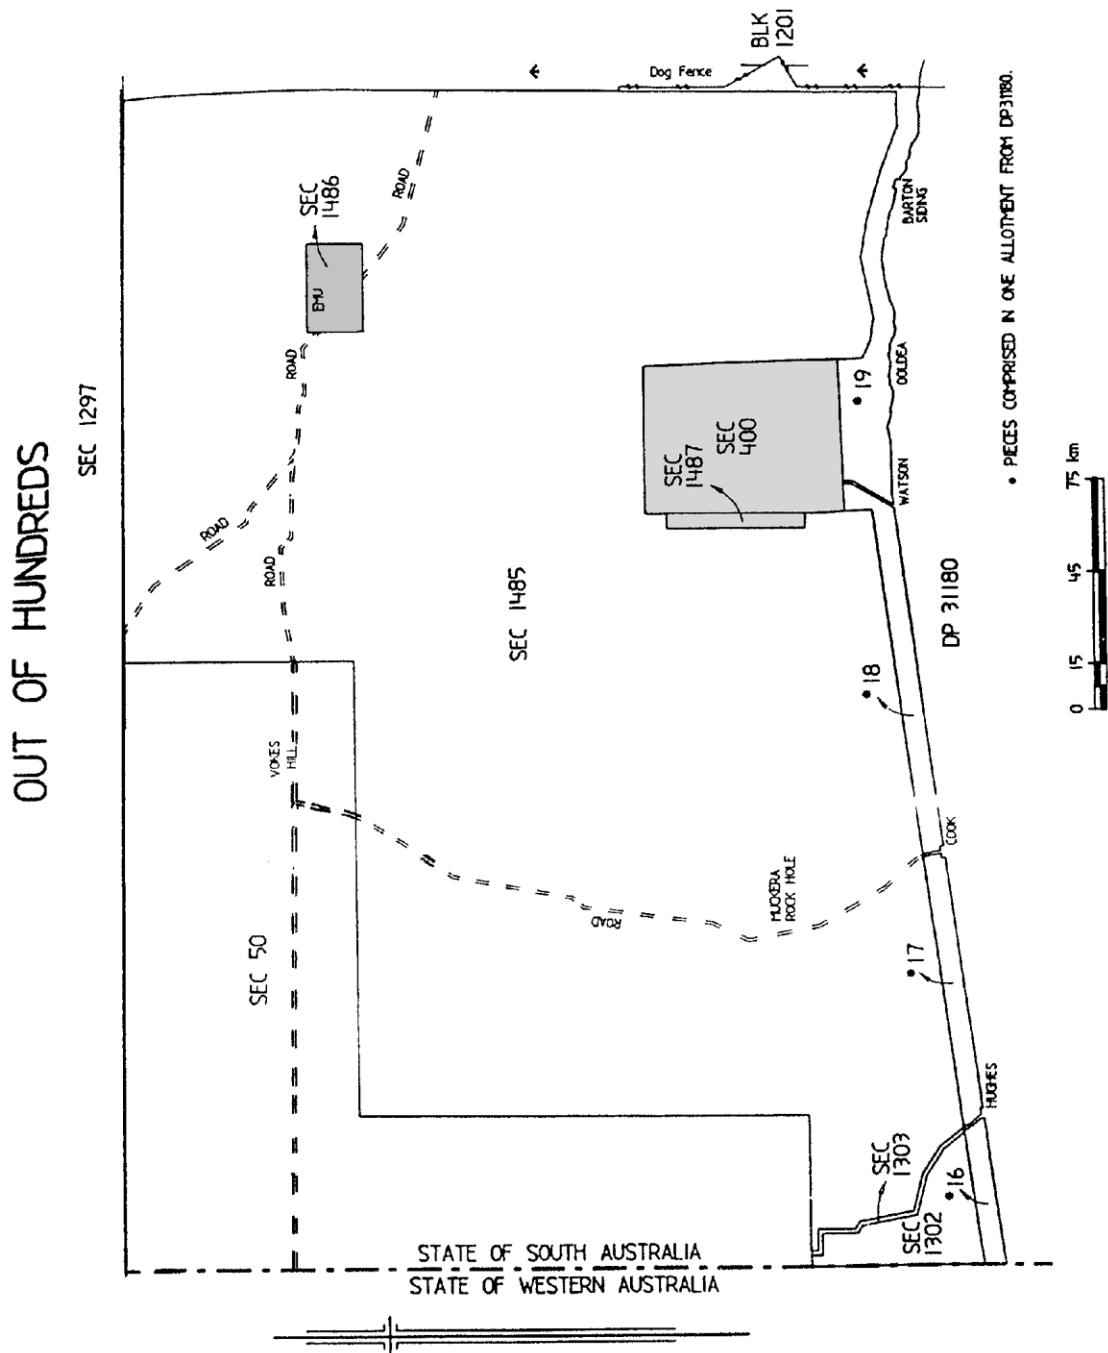 OUT OF HUNDREDS
SEC 1297
BLK
1201
Dog Fence
SEC
1486
EMU
ROAD
ROAD
ROAD
ROAD
BARTON
SIDING
OOLDEA
19
SEC
400
SEC
1487
WATSON
• PIECES COMPRISED IN ONE ALLOTMENT FROM DP31180.
SEC 1485
DP 31180
0 15 45 75 km
18
VOKES
HILL
COOK
MUCKERA
ROCK HOLE
ROAD
SEC 50
17
HUGHES
SEC
1303
16
SEC
1302
STATE OF SOUTH AUSTRALIA
STATE OF WESTERN AUSTRALIA